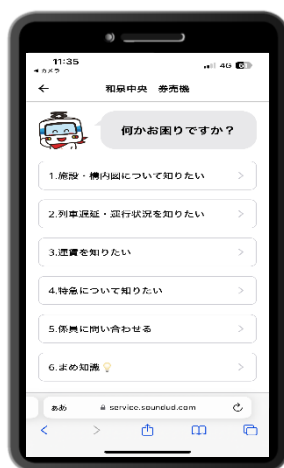 11:35
4G 63
◀ カメラ
← 和泉中央 券売機
何かお困りですか？
1.施設・構内図について知りたい
2.列車遅延・運行状況を知りたい
3.運賃を知りたい
4.特急について知りたい
5.係員に問い合わせる
6.まめ知識
ああ service.soundud.com